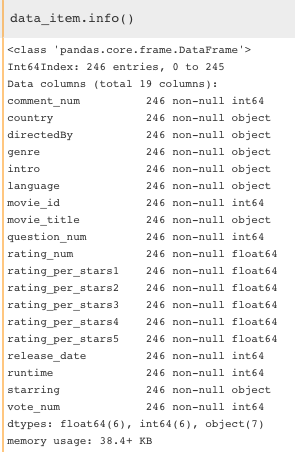 data_item.info()
<class 'pandas.core.frame.DataFrame'>
Int64Index: 246 entries, 0 to 245
Data columns (total 19 columns):
comment_num 246 non-null int64
country 246 non-null object
directedBy 246 non-null object
genre 246 non-null object
intro 246 non-null object
language 246 non-null object
movie_id 246 non-null int64
movie_title 246 non-null object
question_num 246 non-null int64
rating_num 246 non-null float64
rating_per_stars1 246 non-null float64
rating_per_stars2 246 non-null float64
rating_per_stars3 246 non-null float64
rating_per_stars4 246 non-null float64
rating_per_stars5 246 non-null float64
release_date 246 non-null int64
runtime 246 non-null int64
starring 246 non-null object
vote_num 246 non-null int64
dtypes: float64(6), int64(6), object(7)
memory usage: 38.4+ KB